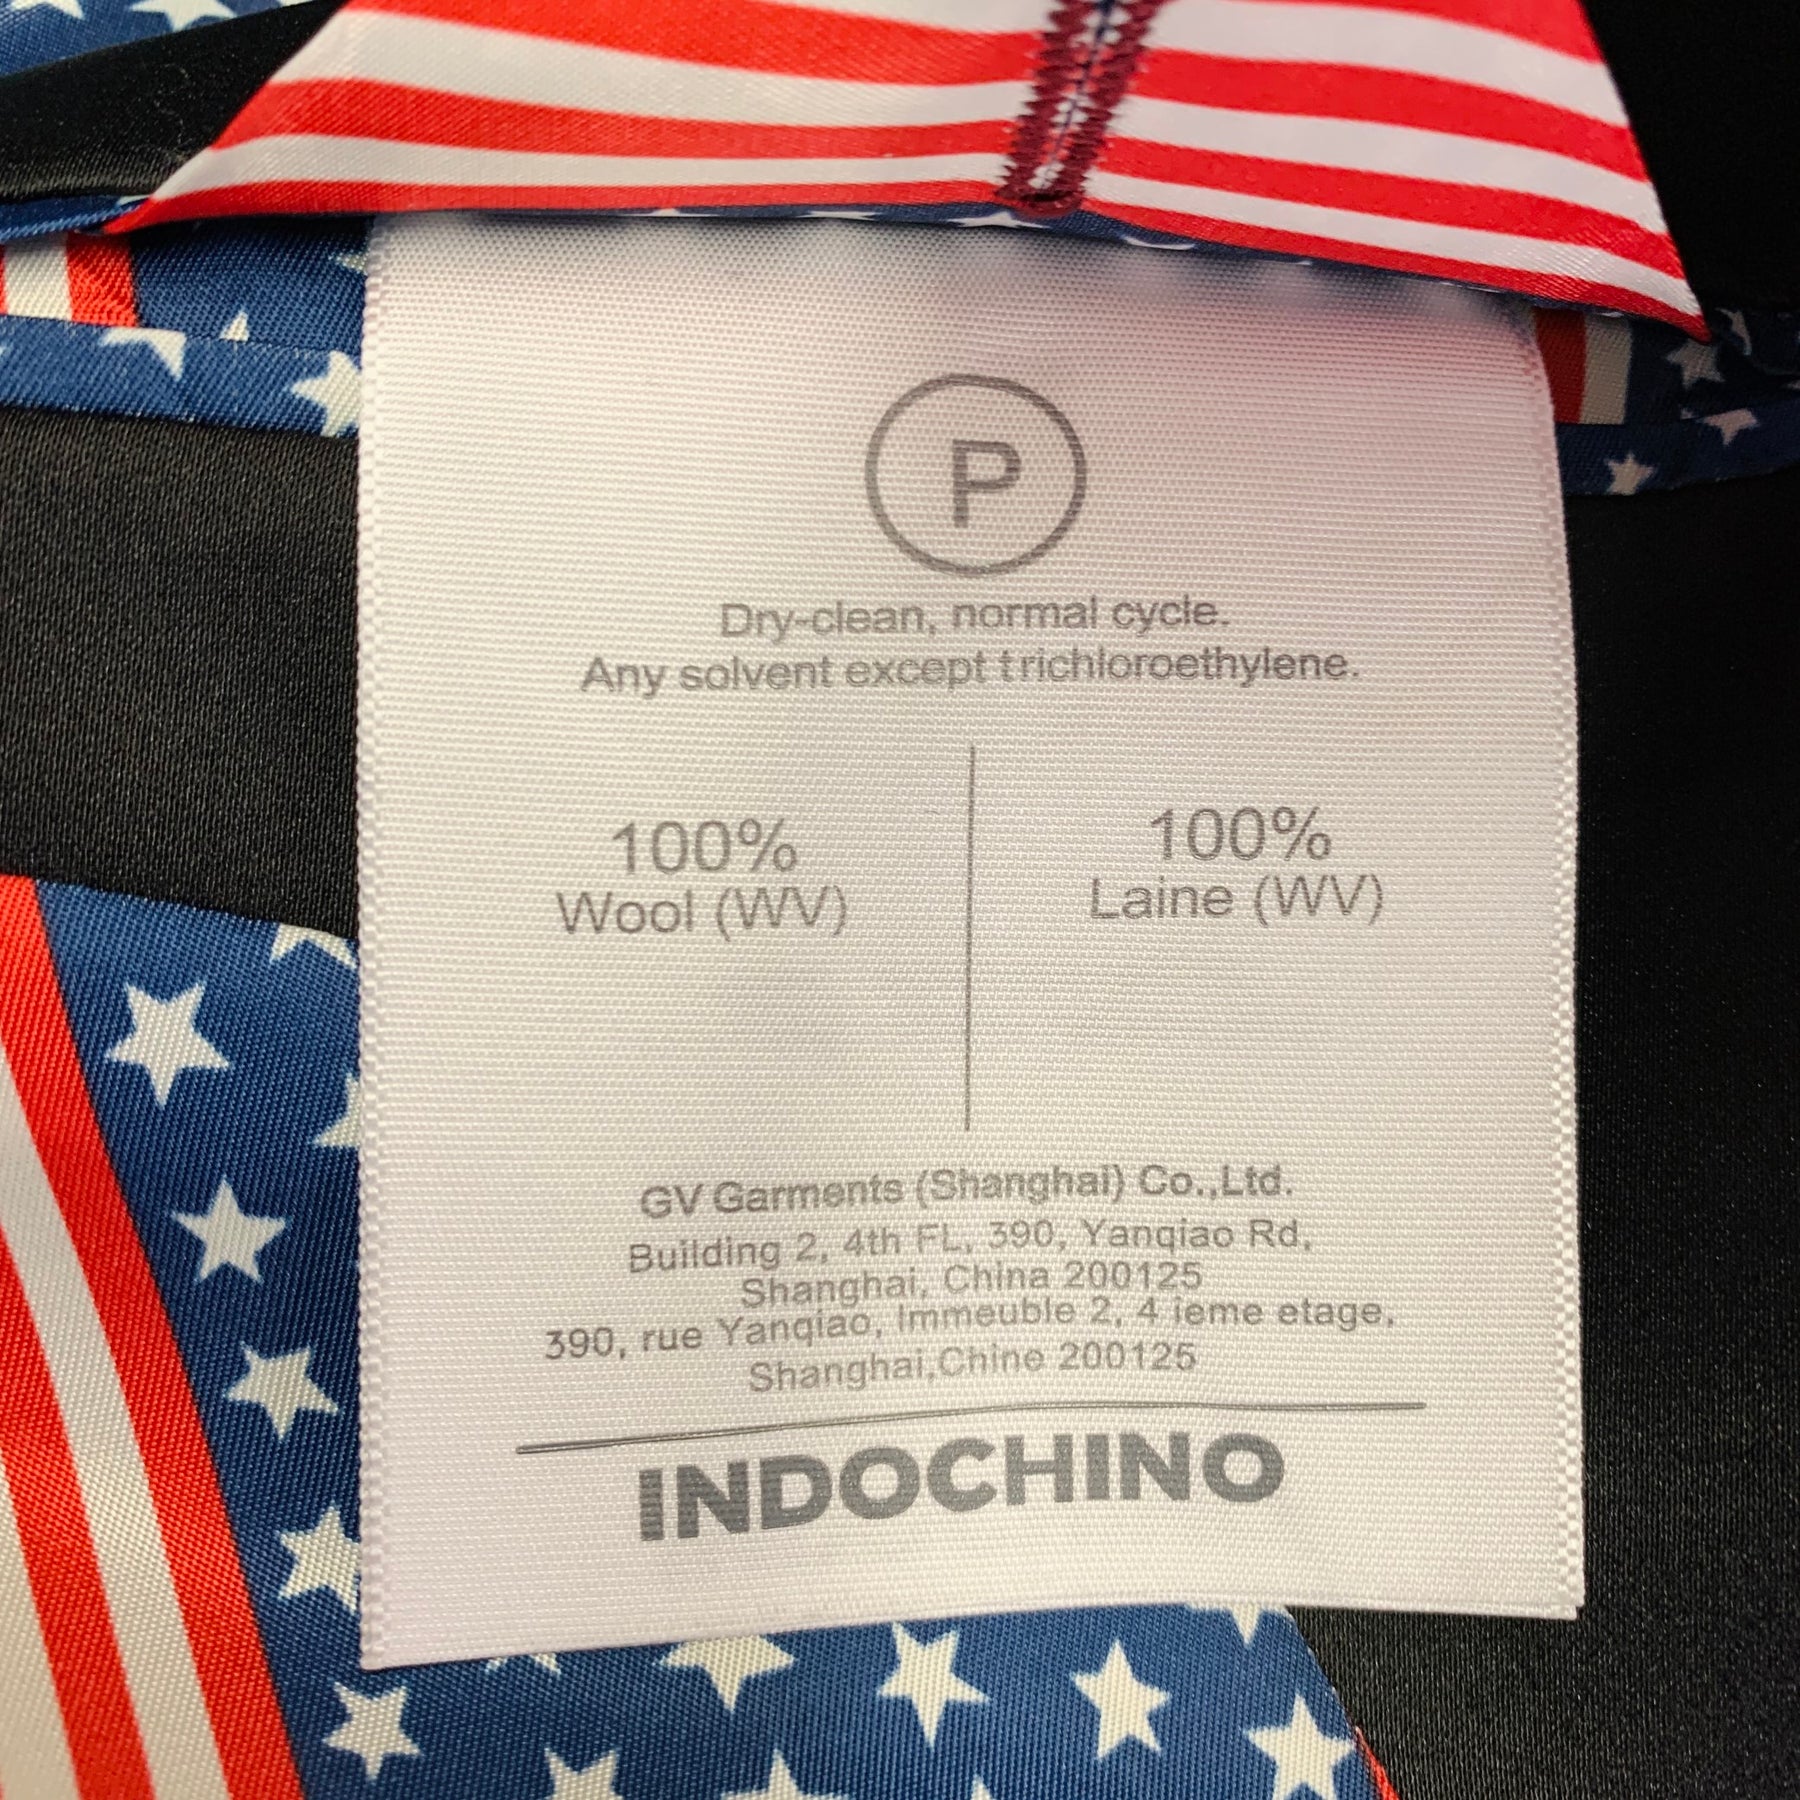 P
Dry-clean, normal cycle.
Any solvent except trichloroethylene.
100%
Wool (WV)
100%
Laine (WV)
GV Garments (Shanghai) Co.,Ltd.
Building 2, 4th FL, 390, Yanqiao Rd,
Shanghai, China 200125
390, rue Yanqiao, Immeuble 2, 4 ieme etage,
Shanghai,Chine 200125
INDOCHINO